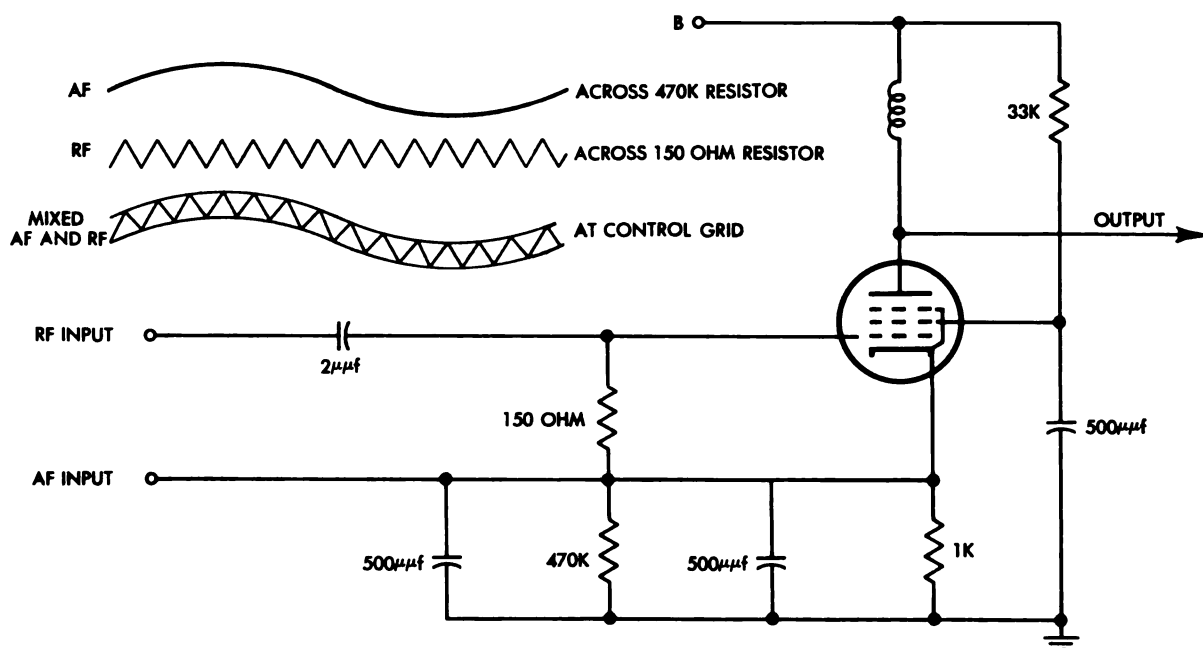 B
AF
ACROSS 470K RESISTOR
33K
RF
ACROSS 150 OHM RESISTOR
MIXED
AF AND RF
AT CONTROL GRID
OUTPUT
RF INPUT
2μμf
150 OHM
500μμf
AF INPUT
500μμf
470K
500μμf
1K